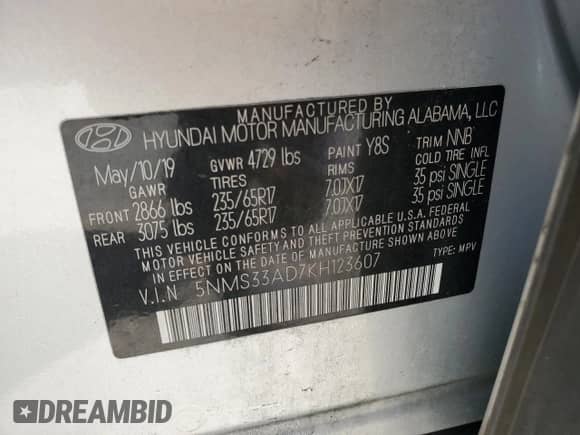 MANUFACTURED BY
HYUNDAI MOTOR MANUFACTURING ALABAMA, LLC
May/10/19 GVWR 4729 lbs PAINT Y8S TRIM NNB
GAWR TIRES RIMS COLD TIRE INFL
FRONT 2866 lbs 235/65R17 7.0JX17 35 psi SINGLE
REAR 3075 lbs 235/65R17 7.0JX17 35 psi SINGLE
THIS VEHICLE CONFORMS TO ALL APPLICABLE U.S.A. FEDERAL
MOTOR VEHICLE SAFETY AND THEFT PREVENTION STANDARDS
IN EFFECT ON THE DATE OF MANUFACTURE SHOWN ABOVE.
V.I.N 5NMS33AD7KH123607 TYPE: MPV
DREAMBID